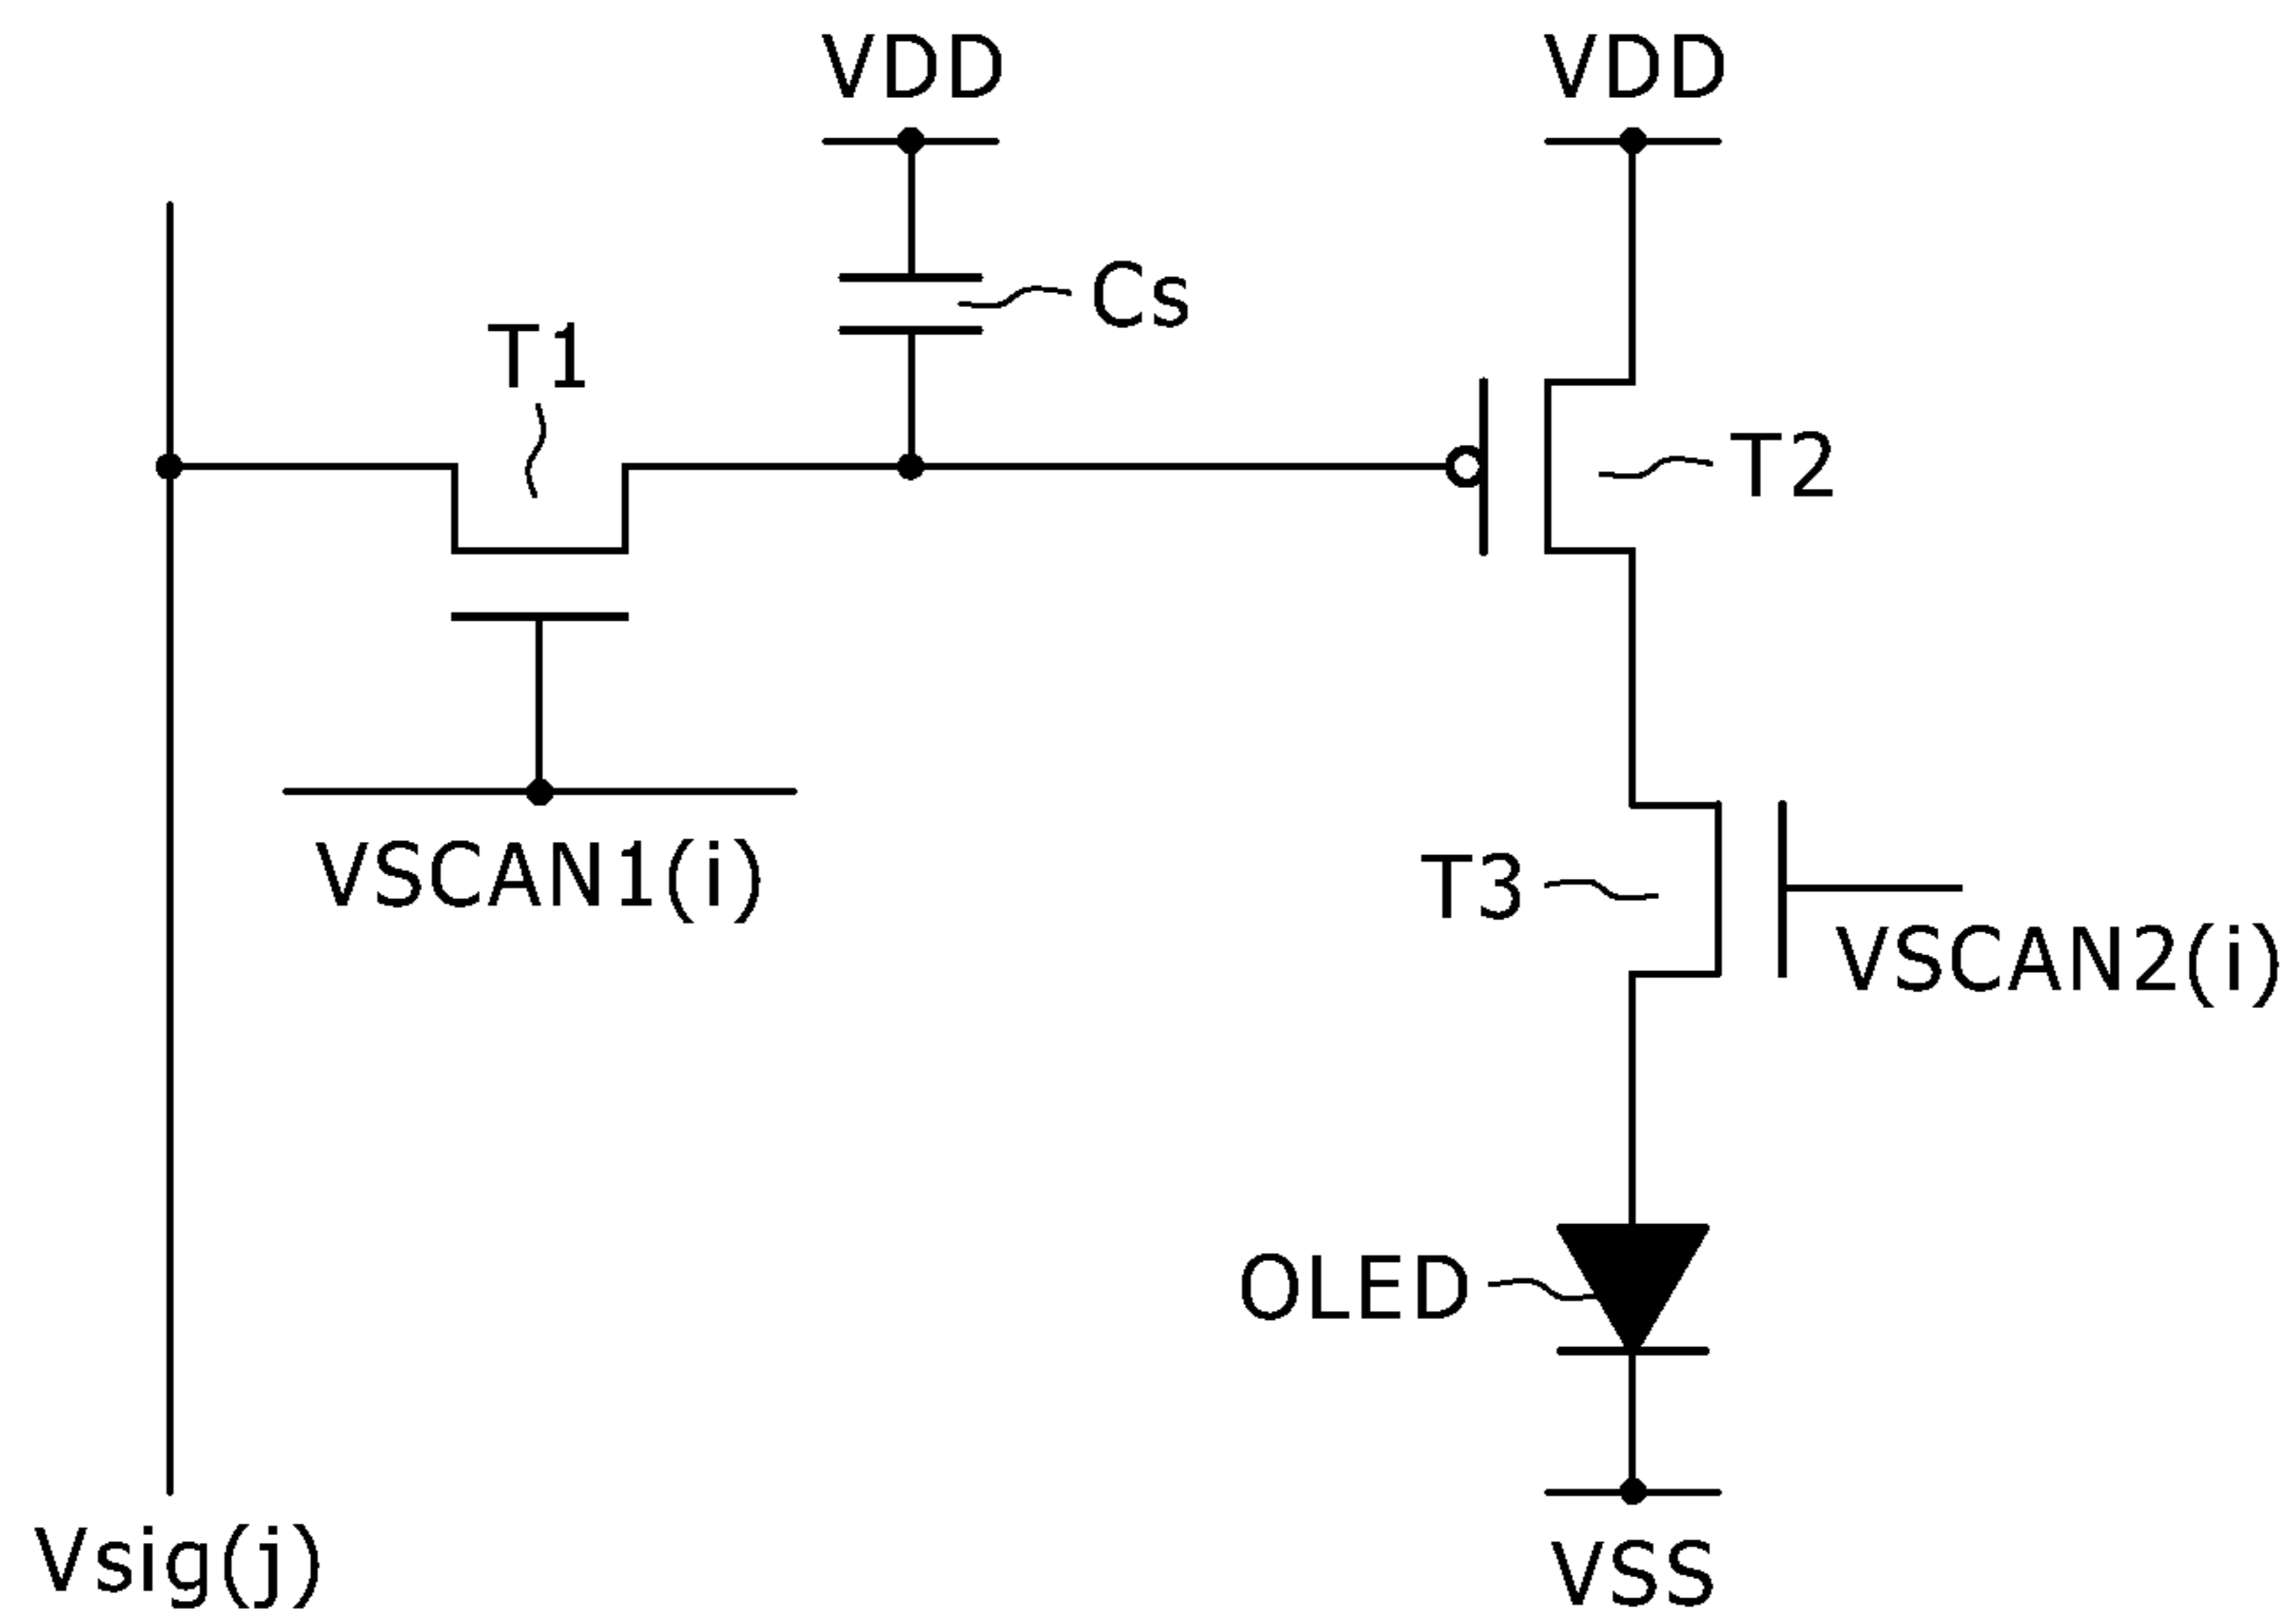 VDD
VDD
Cs
T1
T2
VSCAN1(i)
T3
VSCAN2(i)
OLED
Vsig(j)
VSS